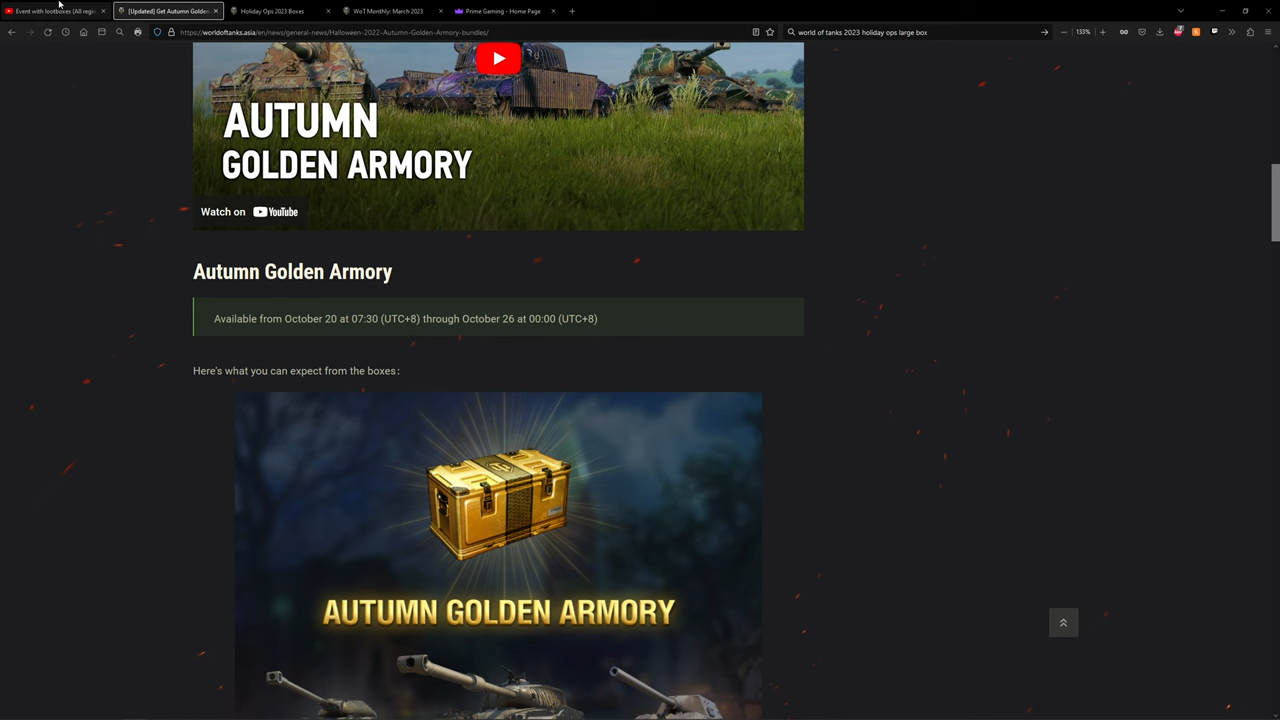 Event with lootboxes (All regi
[Updated] Get Autumn Golden
Holiday Ops 2023 Boxes
WoT Monthly: March 2023
Prime Gaming - Home Page
https://worldoftanks.asia/en/news/general-news/Halloween-2022-Autumn-Golden-Armory-bundles/
133%
world of tanks 2023 holiday ops large box
AUTUMN
GOLDEN ARMORY
Watch on YouTube
Autumn Golden Armory
Available from October 20 at 07:30 (UTC+8) through October 26 at 00:00 (UTC+8)
Here's what you can expect from the boxes:
AUTUMN GOLDEN ARMORY